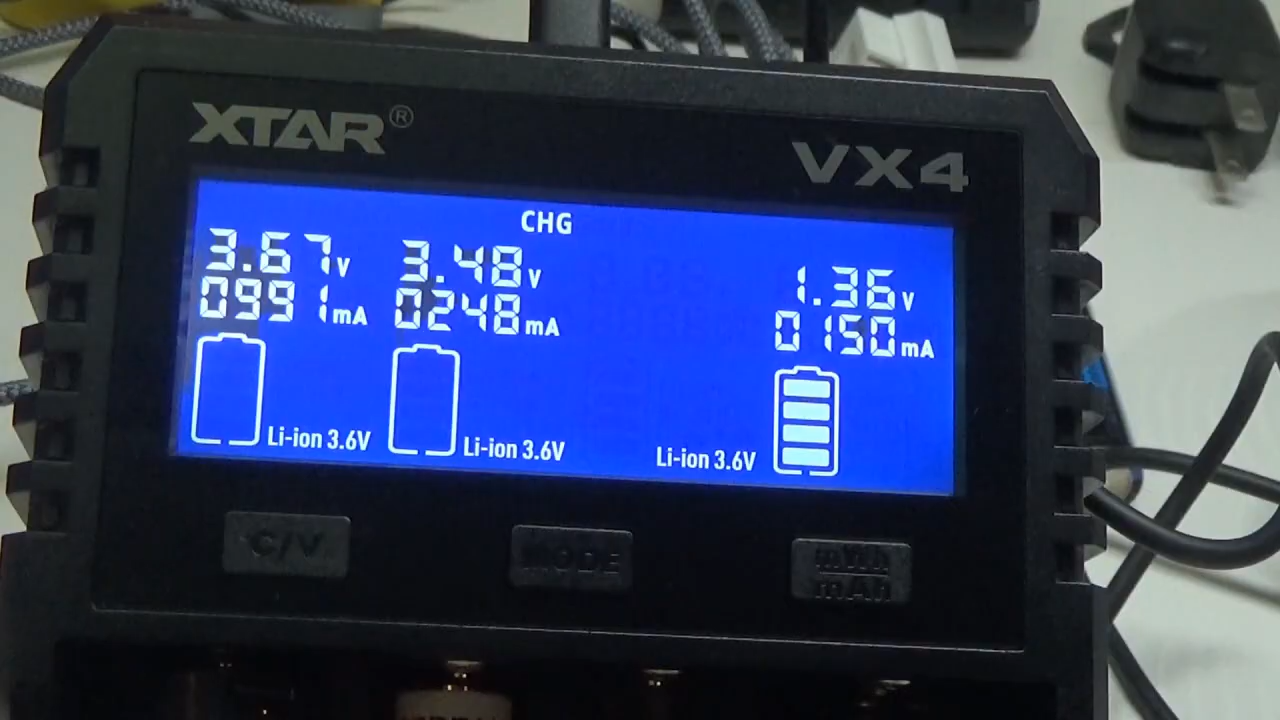 XTAR®
VX4
CHG
3.67V 3.48V 1.36V
0991mA 0248mA 0150mA
Li-ion 3.6V Li-ion 3.6V Li-ion 3.6V
C/V MODE mAh